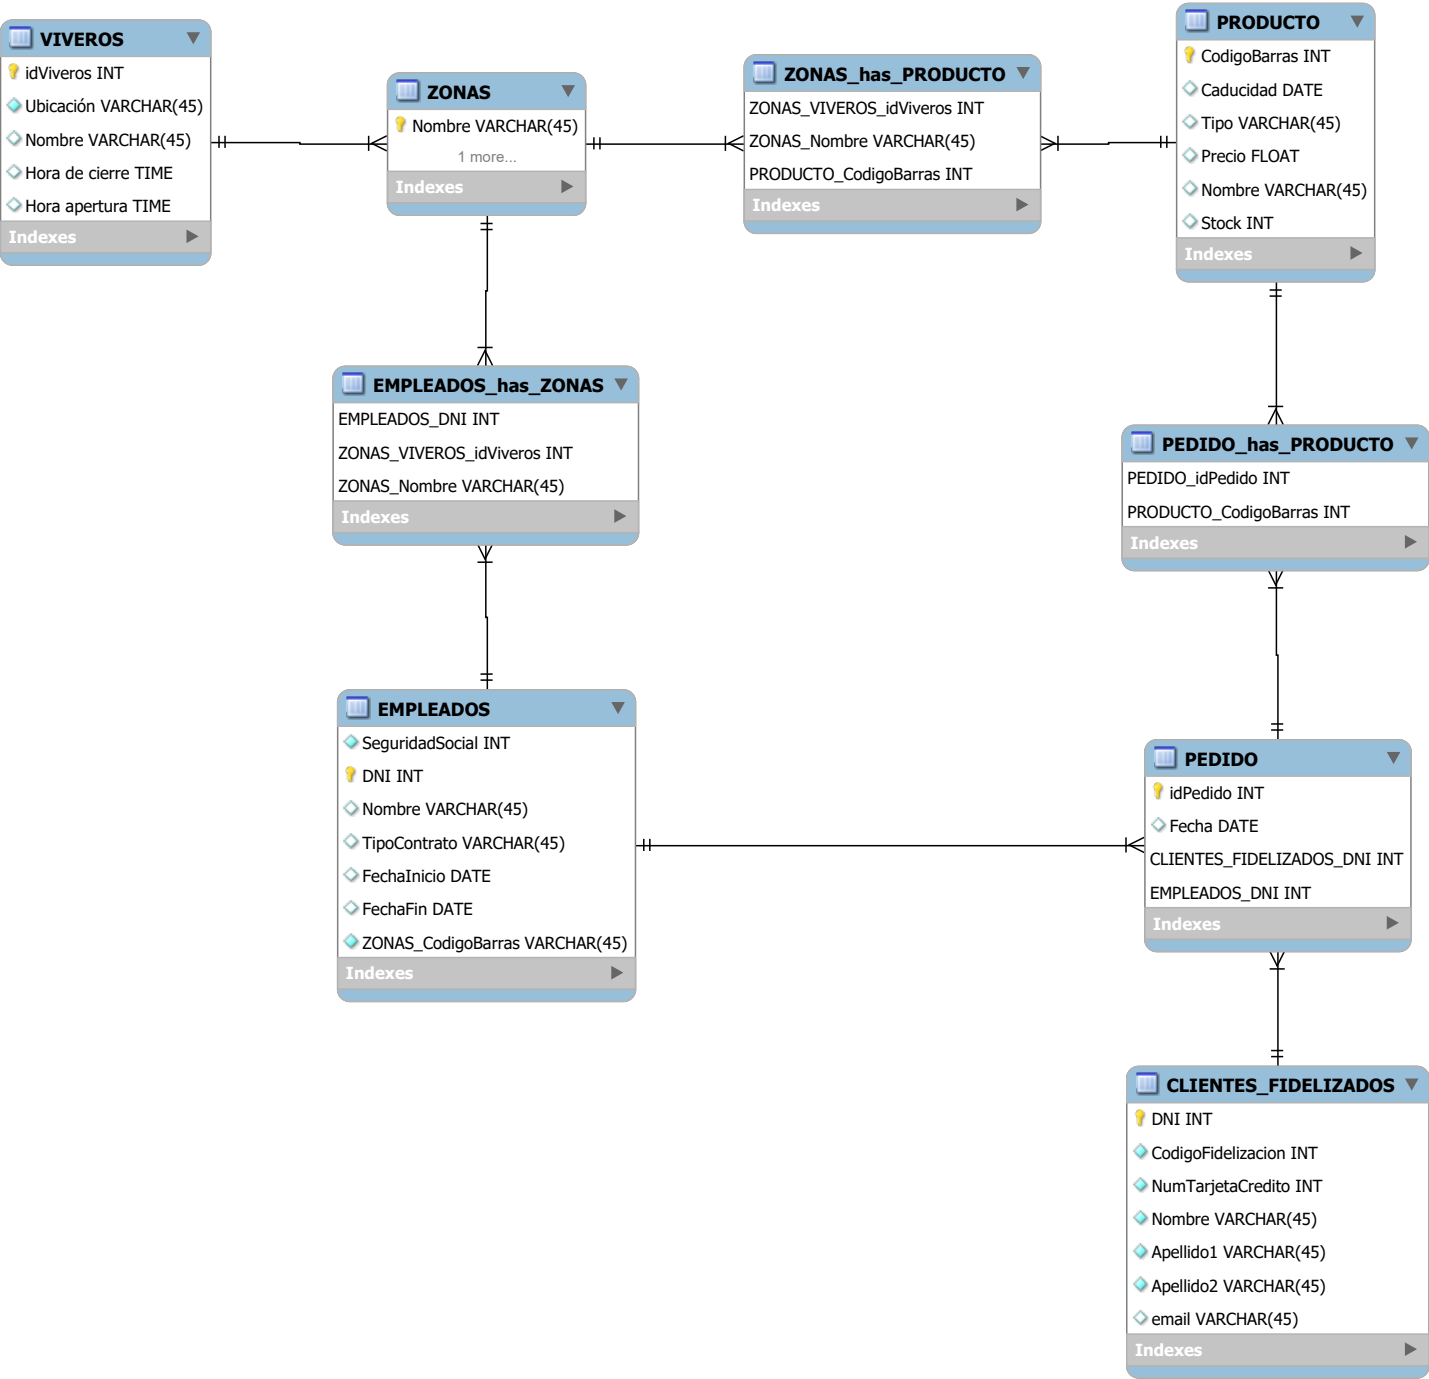 VIVEROS
idViveros INT
Ubicación VARCHAR(45)
Nombre VARCHAR(45)
Hora de cierre TIME
Hora apertura TIME
Indexes
ZONAS
Nombre VARCHAR(45)
1 more...
Indexes
ZONAS_has_PRODUCTO
ZONAS_VIVEROS_idViveros INT
ZONAS_Nombre VARCHAR(45)
PRODUCTO_CodigoBarras INT
Indexes
PRODUCTO
CodigoBarras INT
Caducidad DATE
Tipo VARCHAR(45)
Precio FLOAT
Nombre VARCHAR(45)
Stock INT
Indexes
EMPLEADOS_has_ZONAS
EMPLEADOS_DNI INT
ZONAS_VIVEROS_idViveros INT
ZONAS_Nombre VARCHAR(45)
Indexes
PEDIDO_has_PRODUCTO
PEDIDO_idPedido INT
PRODUCTO_CodigoBarras INT
Indexes
EMPLEADOS
SeguridadSocial INT
DNI INT
Nombre VARCHAR(45)
TipoContrato VARCHAR(45)
FechaInicio DATE
FechaFin DATE
ZONAS_CodigoBarras VARCHAR(45)
Indexes
PEDIDO
idPedido INT
Fecha DATE
CLIENTES_FIDELIZADOS_DNI INT
EMPLEADOS_DNI INT
Indexes
CLIENTES_FIDELIZADOS
DNI INT
CodigoFidelizacion INT
NumTarjetaCredito INT
Nombre VARCHAR(45)
Apellido1 VARCHAR(45)
Apellido2 VARCHAR(45)
email VARCHAR(45)
Indexes